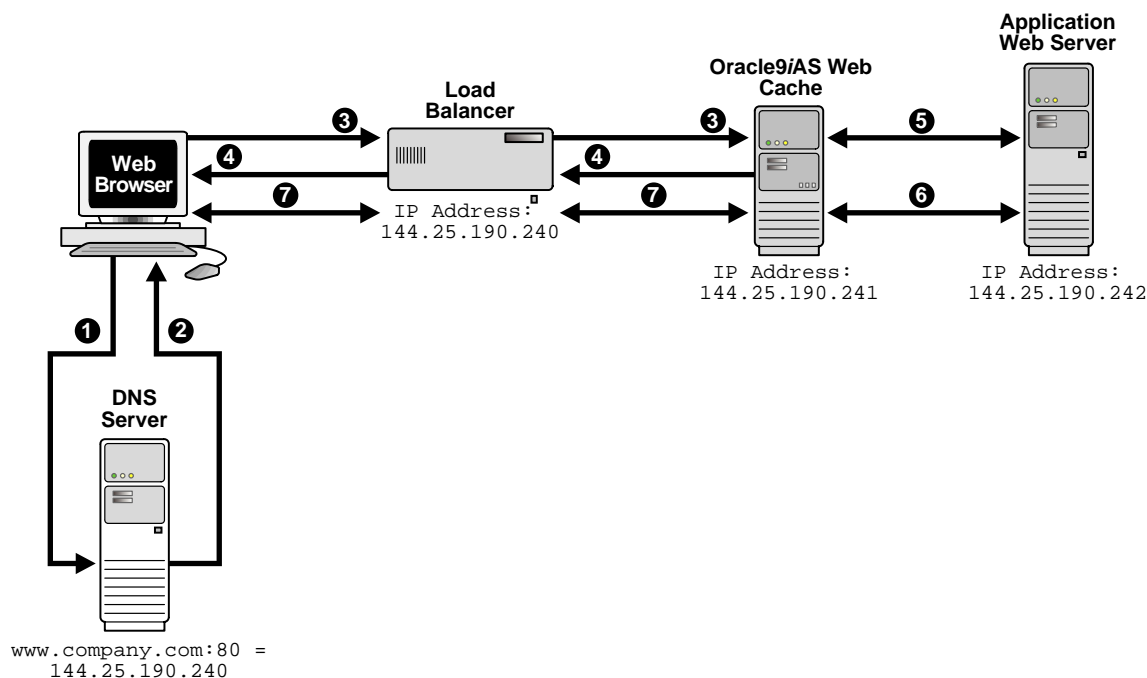 Application
Web Server
Oracle9iAS Web
Cache
Load
Balancer
3
3
5
Web
Browser
4
4
7
7
6
IP Address:
144.25.190.240
IP Address:
144.25.190.241
IP Address:
144.25.190.242
1
2
DNS
Server
www.company.com:80 =
144.25.190.240